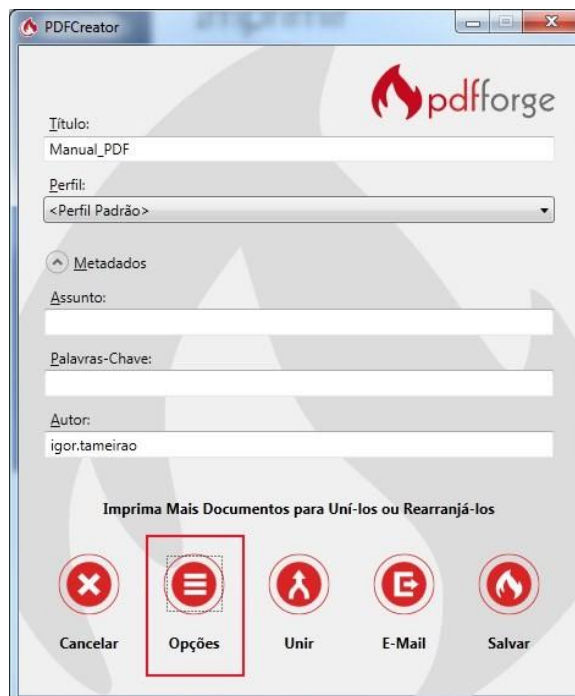 PDFCreator
pdfforge
Título:
Manual_PDF
Perfil:
<Perfil Padrão>
Metadados
Assunto:
Palavras-Chave:
Autor:
igor.tameirao
Imprima Mais Documentos para Uní-los ou Rearranjá-los
Cancelar Opções Unir E-Mail Salvar